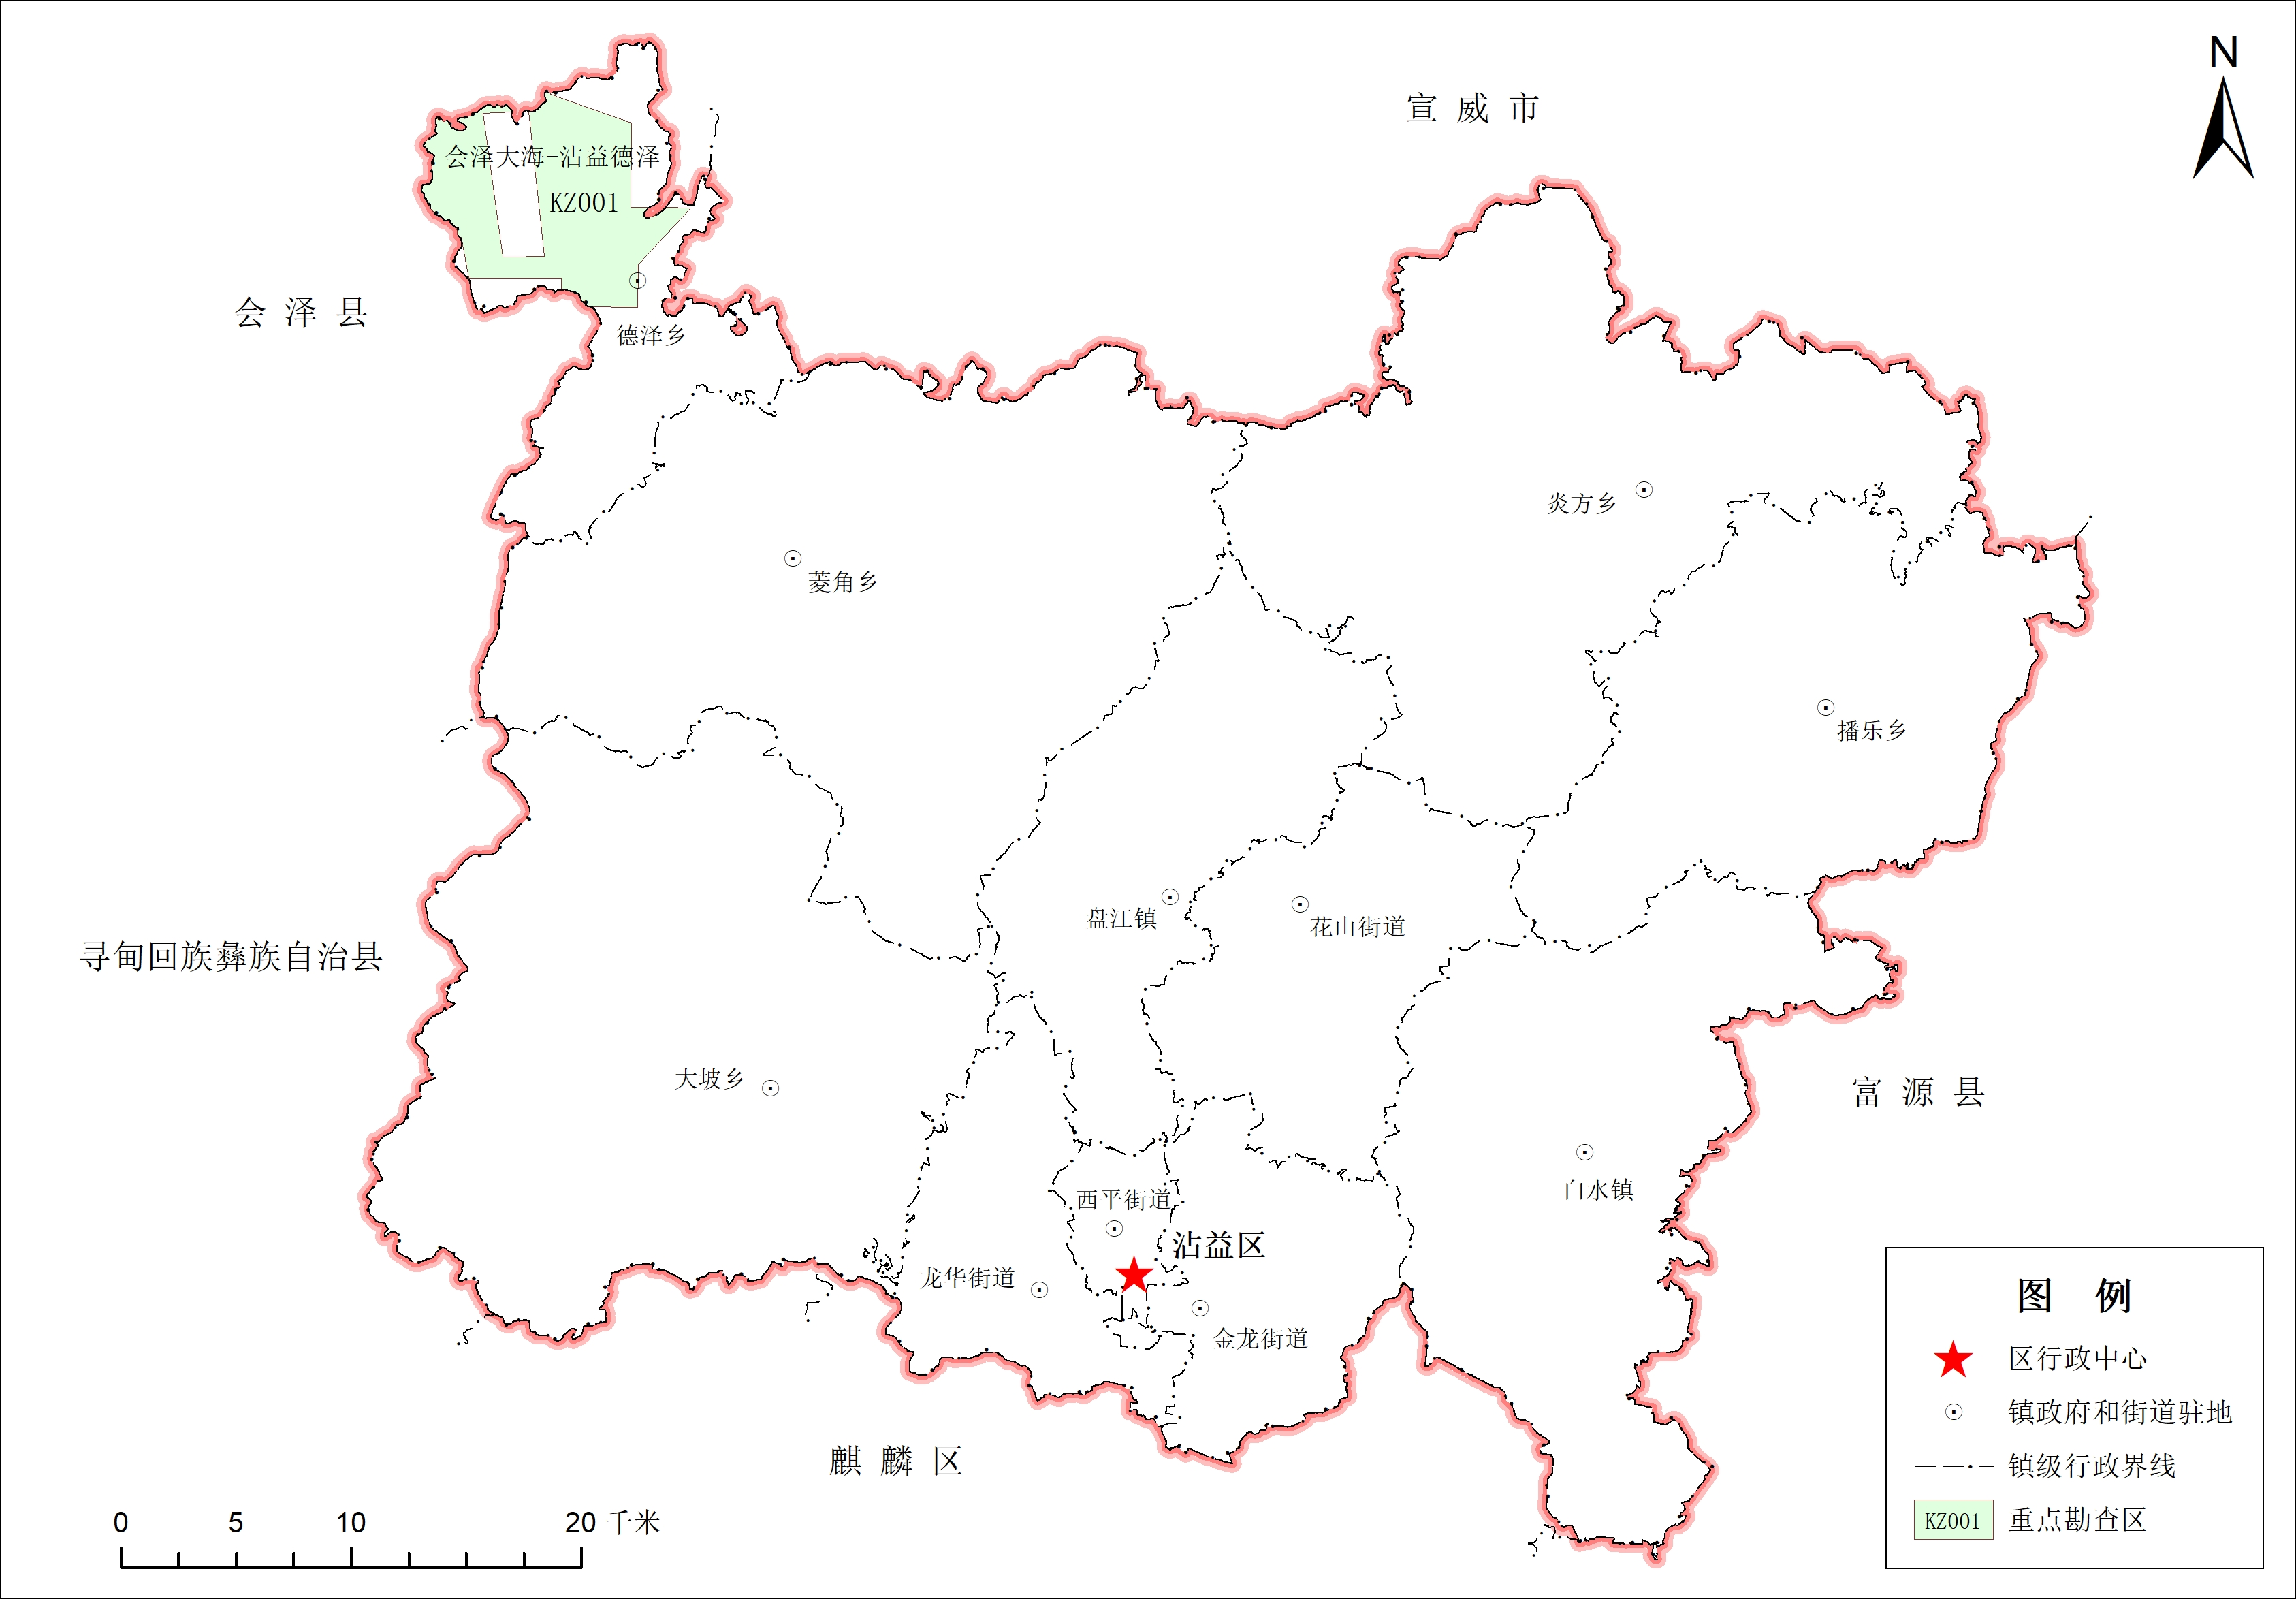 N
宣威市
会泽大海-沾益德泽
KZ001
会泽县
德泽乡
炎方乡
菱角乡
播乐乡
盘江镇
花山街道
寻甸回族彝族自治县
大坡乡
富源县
白水镇
西平街道
沾益区
龙华街道
金龙街道
麒麟区
图 例
区行政中心
镇政府和街道驻地
镇级行政界线
KZ001 重点勘查区
0 5 10 20 千米